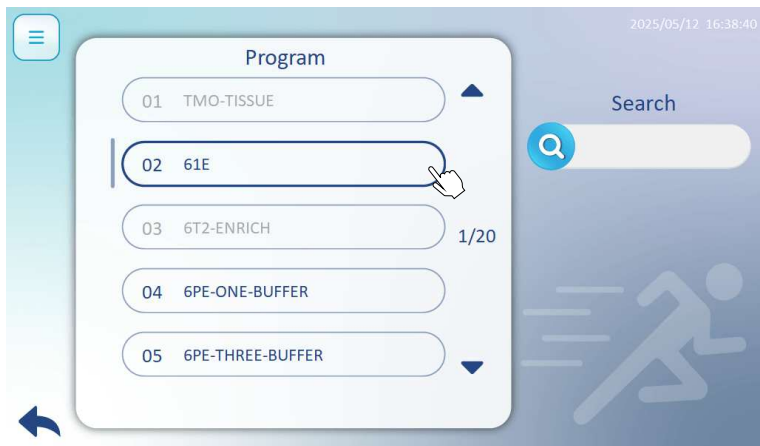 2025/05/12 16:38:40
Program
01 TMO-TISSUE
02 61E
03 6T2-ENRICH
04 6PE-ONE-BUFFER
05 6PE-THREE-BUFFER
1/20
Search